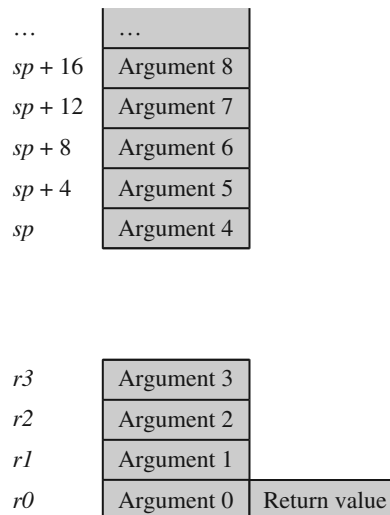 … …
sp + 16 Argument 8
sp + 12 Argument 7
sp + 8 Argument 6
sp + 4 Argument 5
sp Argument 4
r3 Argument 3
r2 Argument 2
r1 Argument 1
r0 Argument 0 Return value